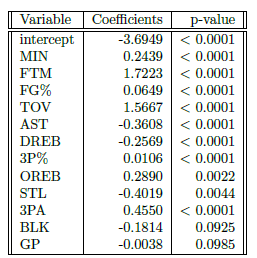 Variable Coefficients p-value
intercept -3.6949 < 0.0001
MIN 0.2439 < 0.0001
FTM 1.7223 < 0.0001
FG% 0.0649 < 0.0001
TOV 1.5667 < 0.0001
AST -0.3608 < 0.0001
DREB -0.2569 < 0.0001
3P% 0.0106 < 0.0001
OREB 0.2890 0.0022
STL -0.4019 0.0044
3PA 0.4550 < 0.0001
BLK -0.1814 0.0925
GP -0.0038 0.0985